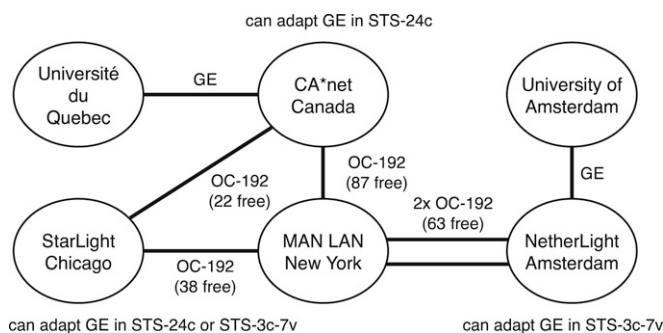 can adapt GE in STS-24c
Université
du
Quebec
GE
CA*net
Canada
University of
Amsterdam
OC-192
(22 free)
OC-192
(87 free)
GE
2x OC-192
(63 free)
StarLight
Chicago
OC-192
(38 free)
MAN LAN
New York
NetherLight
Amsterdam
can adapt GE in STS-24c or STS-3c-7v
can adapt GE in STS-3c-7v